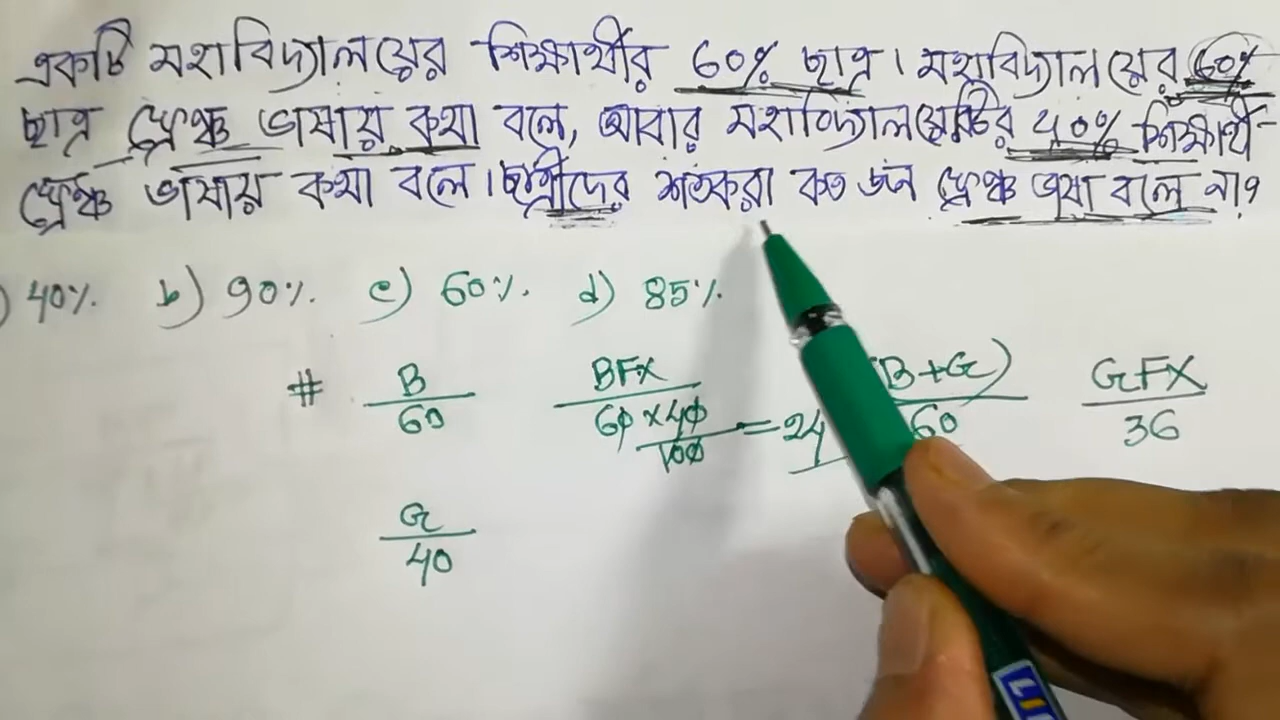 একটি মহাবিদ্যালয়ের শিক্ষার্থীর 60% ছাত্র। মহাবিদ্যালয়ের 60%
ছাত্র ফ্রেঞ্চ ভাষায় কথা বলে, আবার মহাবিদ্যালয়েটির 40% শিক্ষার্থী
ফ্রেঞ্চ ভাষায় কথা বলে। ছাত্রীদের শতকরা কত জন ফ্রেঞ্চ ভাষা বলে না?
) 40% b) 90% c) 60% d) 85%
# B BFX (B+G) GFX
60 60 × 40 = 24 60 36
100
G
40